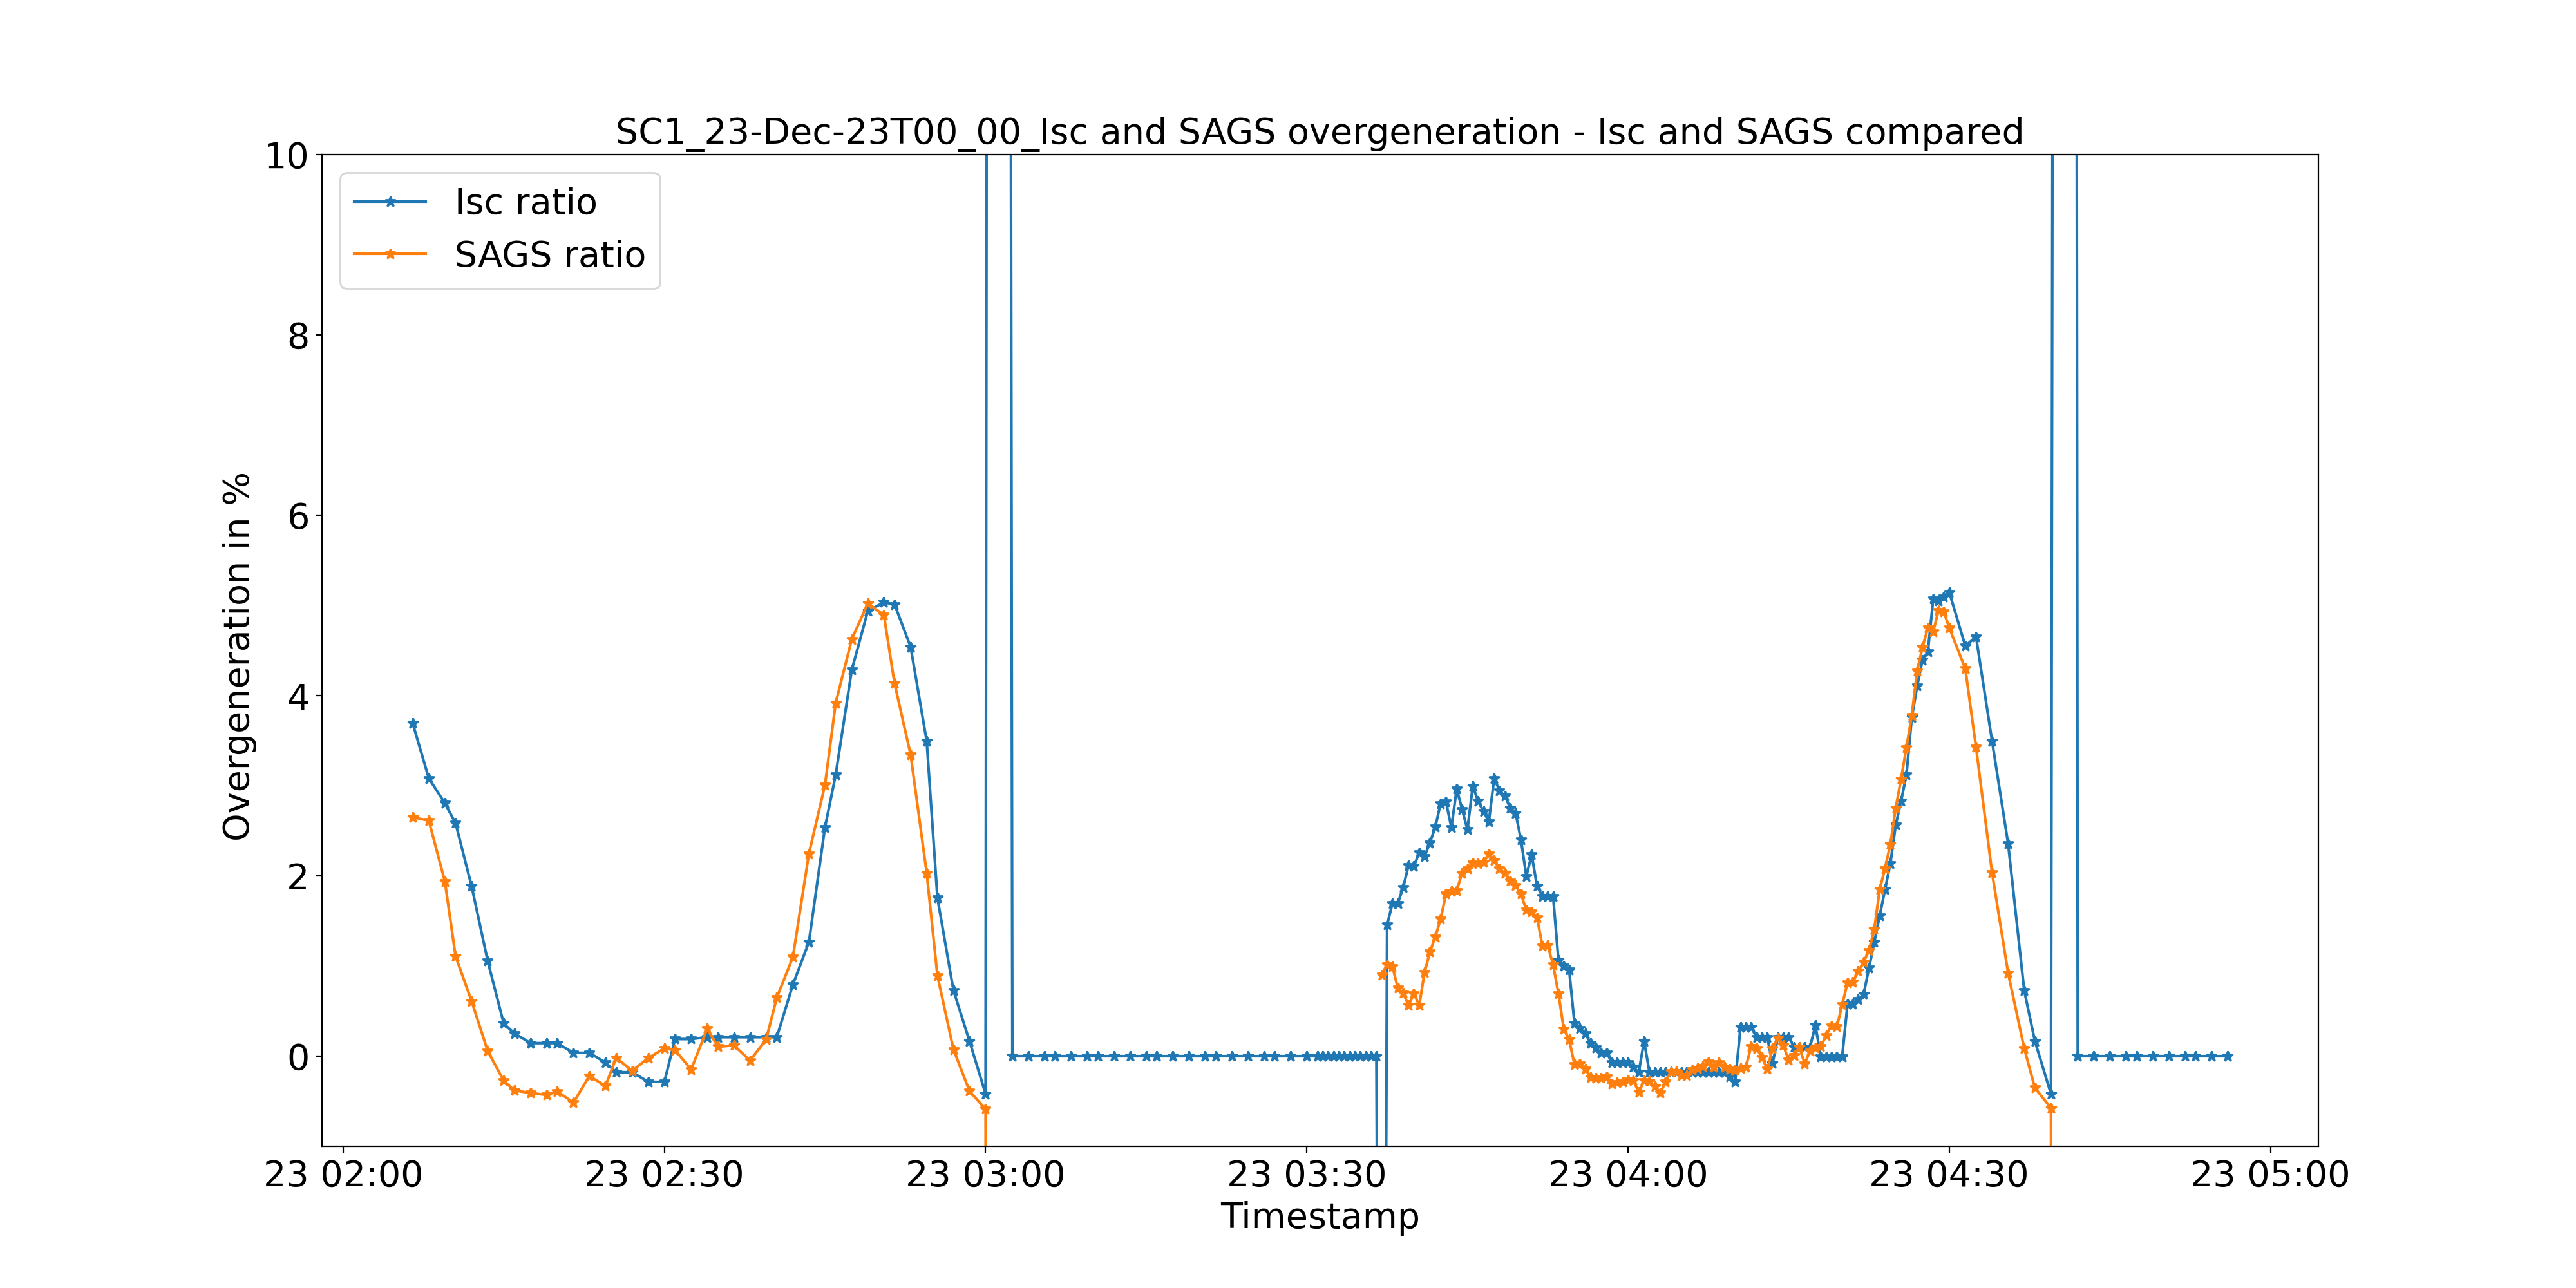 SC1_23-Dec-23T00_00_Isc and SAGS overgeneration - Isc and SAGS compared
10
8
6
4
2
0
Overgeneration in %
Isc ratio
SAGS ratio
23 02:00 23 02:30 23 03:00 23 03:30 23 04:00 23 04:30 23 05:00
Timestamp